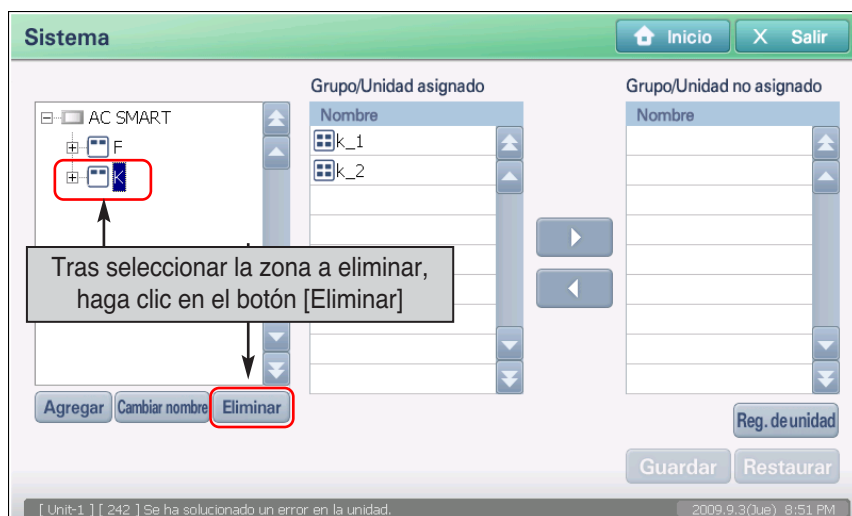 Sistema
Inicio
X Salir
Grupo/Unidad asignado
Grupo/Unidad no asignado
AC SMART
F
K
Nombre
k_1
k_2
Nombre
Tras seleccionar la zona a eliminar,
haga clic en el botón [Eliminar]
Agregar
Cambiar nombre
Eliminar
Reg. de unidad
Guardar
Restaurar
[ Unit-1 ] [ 242 ] Se ha solucionado un error en la unidad.
2009.9.3(Jue) 8:51 PM